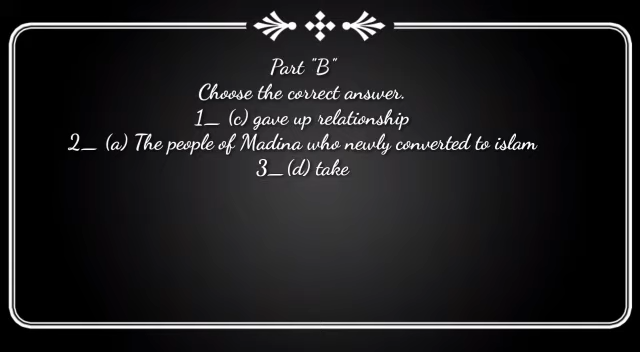 Part "B"
Choose the correct answer.
1_ (c) gave up relationship
2_ (a) The people of Madina who newly converted to islam
3_(d) take